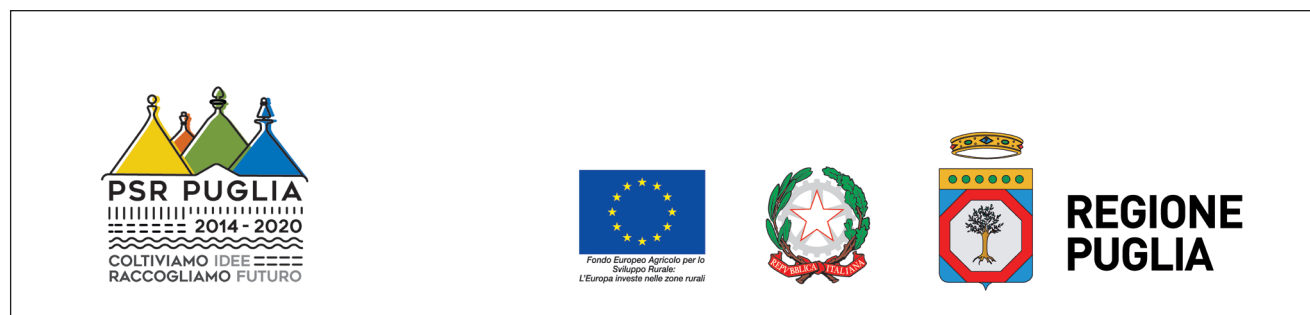 PSR PUGLIA
2014 - 2020
COLTIVIAMO IDEE
RACCOGLIAMO FUTURO
Fondo Europeo Agricolo per lo
Sviluppo Rurale:
L'Europa investe nelle zone rurali
REPVBBLICA ITALIANA
REGIONE
PUGLIA